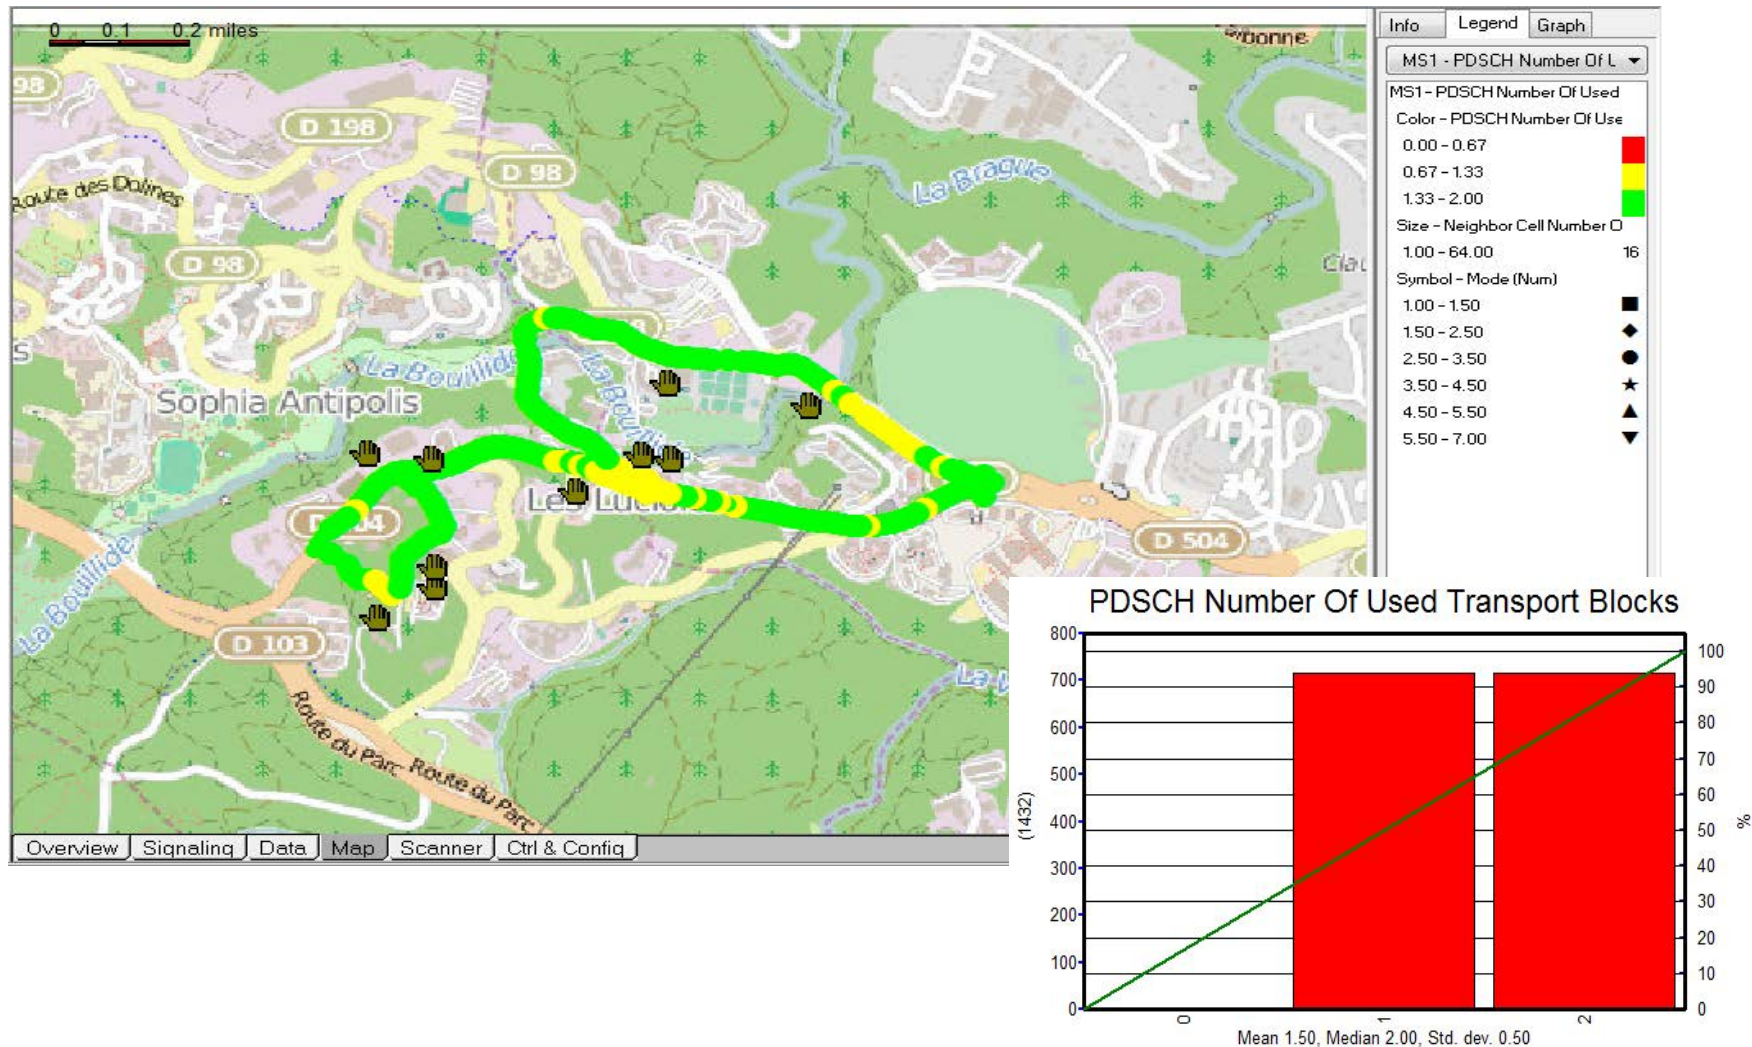 0 0.1 0.2 miles
98
D 198
D 98
Route des Dolines
D 98
La Brague
La Bouillide
Sophia Antipolis
D 504
La Bouillide
D 103
Route du Parc
Route du Parc
Overview Signaling Data Map Scanner Ctrl & Config
Info Legend Graph
MS1 - PDSCH Number Of L
MS1 - PDSCH Number Of Used
Color - PDSCH Number Of Use
0.00 - 0.67
0.67 - 1.33
1.33 - 2.00
Size - Neighbor Cell Number O
1.00 - 64.00 16
Symbol - Mode (Num)
1.00 - 1.50
1.50 - 2.50
2.50 - 3.50
3.50 - 4.50
4.50 - 5.50
5.50 - 7.00
PDSCH Number Of Used Transport Blocks
800
700
600
500
400
300
200
100
0
(1432)
100
90
80
70
60
50
40
30
20
10
0
%
0 1 2
Mean 1.50, Median 2.00, Std. dev. 0.50